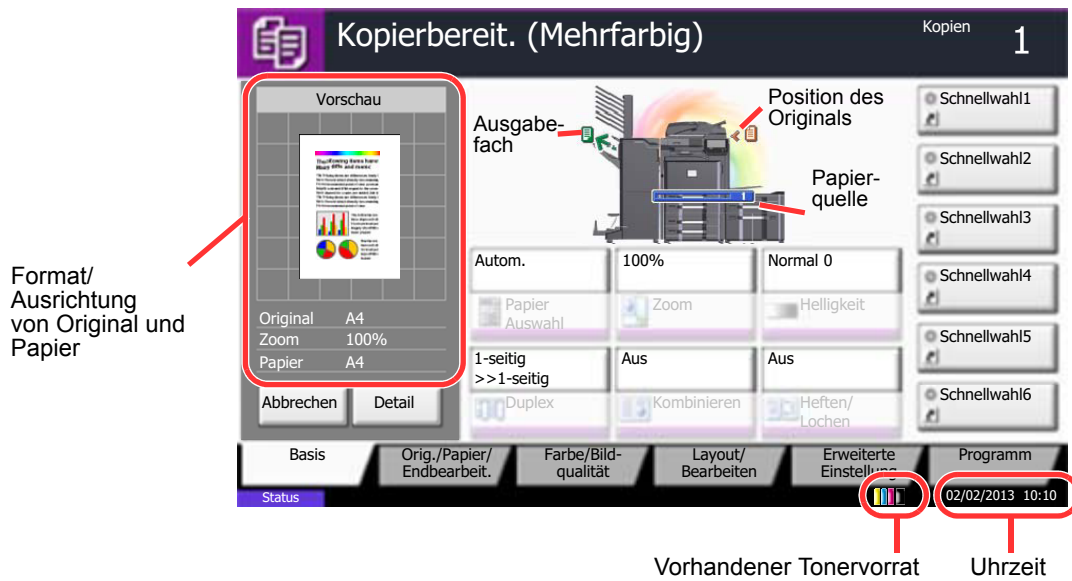 Kopierbereit. (Mehrfarbig)
Kopien
1
Vorschau
Original A4
Zoom 100%
Papier A4
Abbrechen
Detail
Format/
Ausrichtung
von Original und
Papier
Ausgabe-
fach
Position des
Originals
Papier-
quelle
1
Autom.
Papier
Auswahl
100%
Zoom
Normal 0
Helligkeit
1-seitig
>>1-seitig
Duplex
Aus
Kombinieren
Aus
Heften/
Lochen
Schnellwahl1
Schnellwahl2
Schnellwahl3
Schnellwahl4
Schnellwahl5
Schnellwahl6
Basis
Orig./Papier/
Endbearbeit.
Farbe/Bild-
qualität
Layout/
Bearbeiten
Erweiterte
Einstellung
Programm
Status
02/02/2013 10:10
Vorhandener Tonervorrat
Uhrzeit